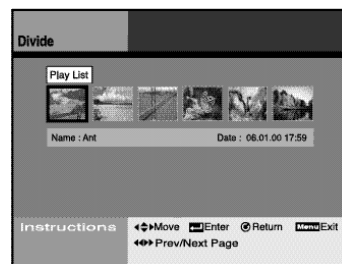 Divide
Play List
Name : Ant Date : 06.01.00 17:59
Instructions Move Enter Return Menu Exit
Prev/Next Page